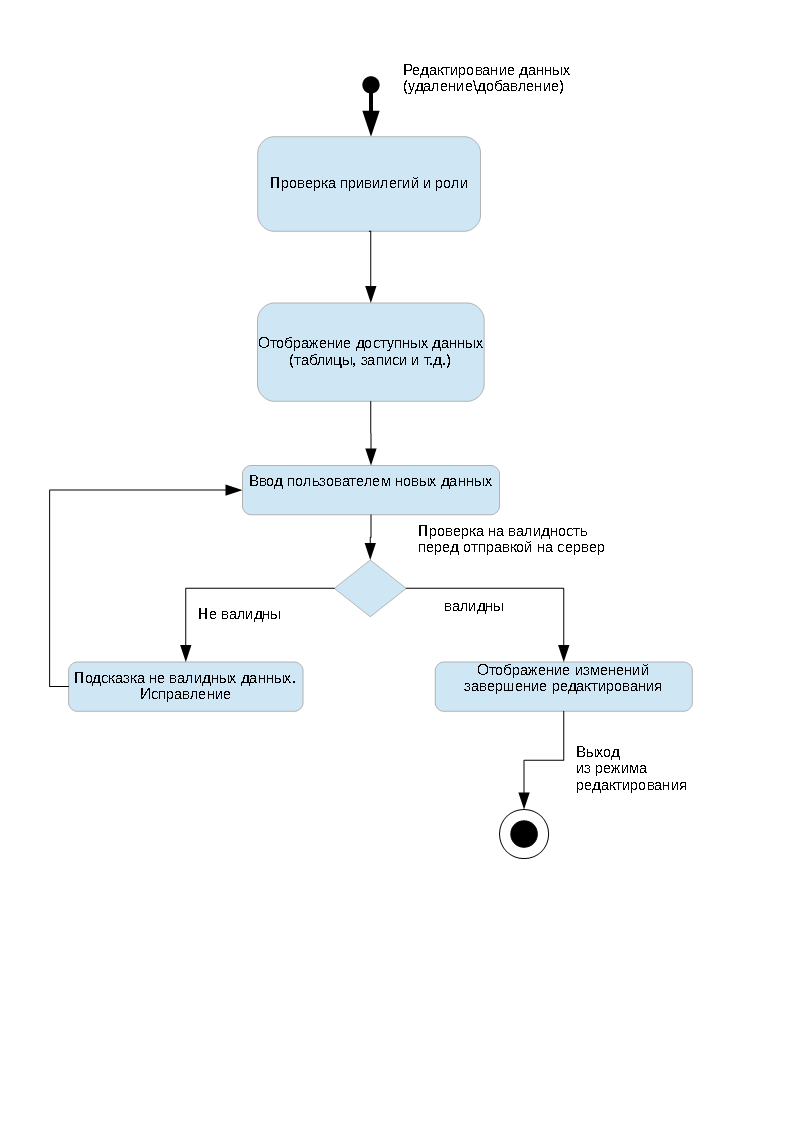 Редактирование данных
(удаление\добавление)
Проверка привилегий и роли
Отображение доступных данных
(таблицы, записи и т.д.)
Ввод пользователем новых данных
Проверка на валидность
перед отправкой на сервер
Не валидны
валидны
Подсказка не валидных данных.
Исправление
Отображение изменений
завершение редактирования
Выход
из режима
редактирования